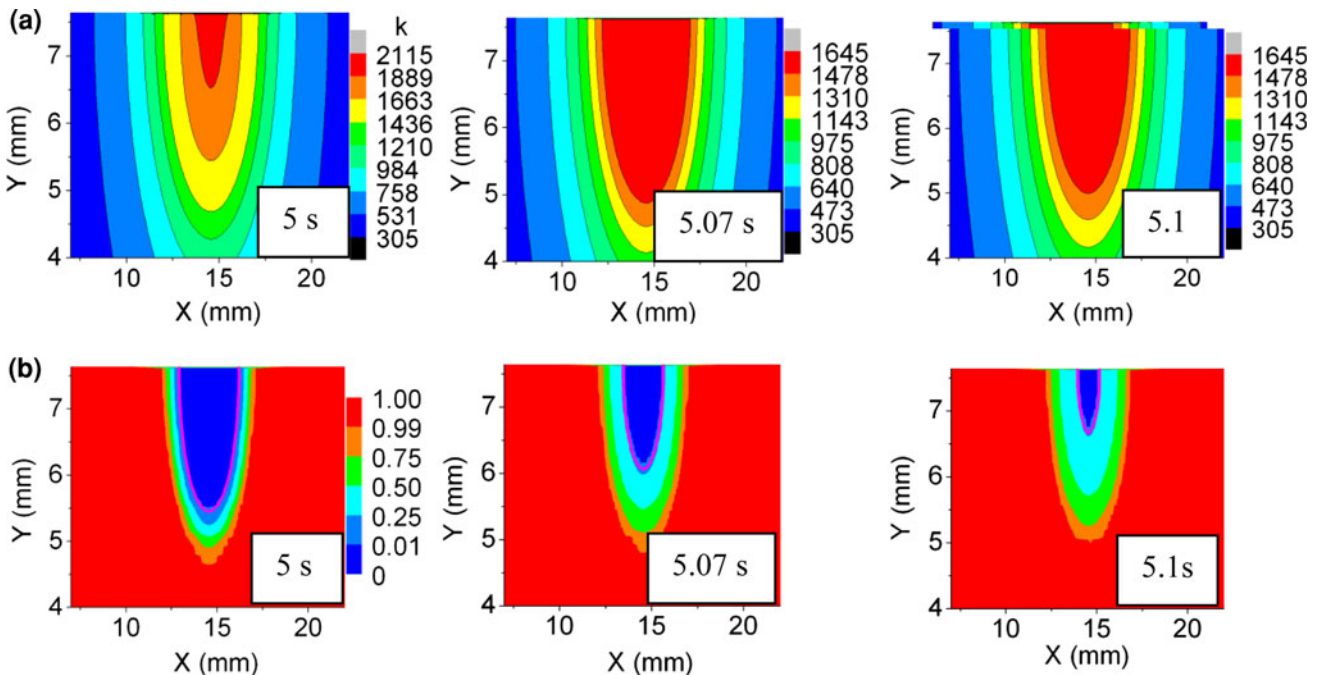 (a)
k
2115
1889
1663
1436
1210
984
758
531
305
7
6
5
4
Y (mm)
5 s
10 15 20
X (mm)
1645
1478
1310
1143
975
808
640
473
305
7
6
5
4
Y (mm)
5.07 s
10 15 20
X (mm)
1645
1478
1310
1143
975
808
640
473
305
7
6
5
4
Y (mm)
5.1
10 15 20
X (mm)
(b)
1.00
0.99
0.75
0.50
0.25
0.01
0
7
6
5
4
Y (mm)
5 s
10 15 20
X (mm)
7
6
5
4
Y (mm)
5.07 s
10 15 20
X (mm)
7
6
5
4
Y (mm)
5.1s
10 15 20
X (mm)